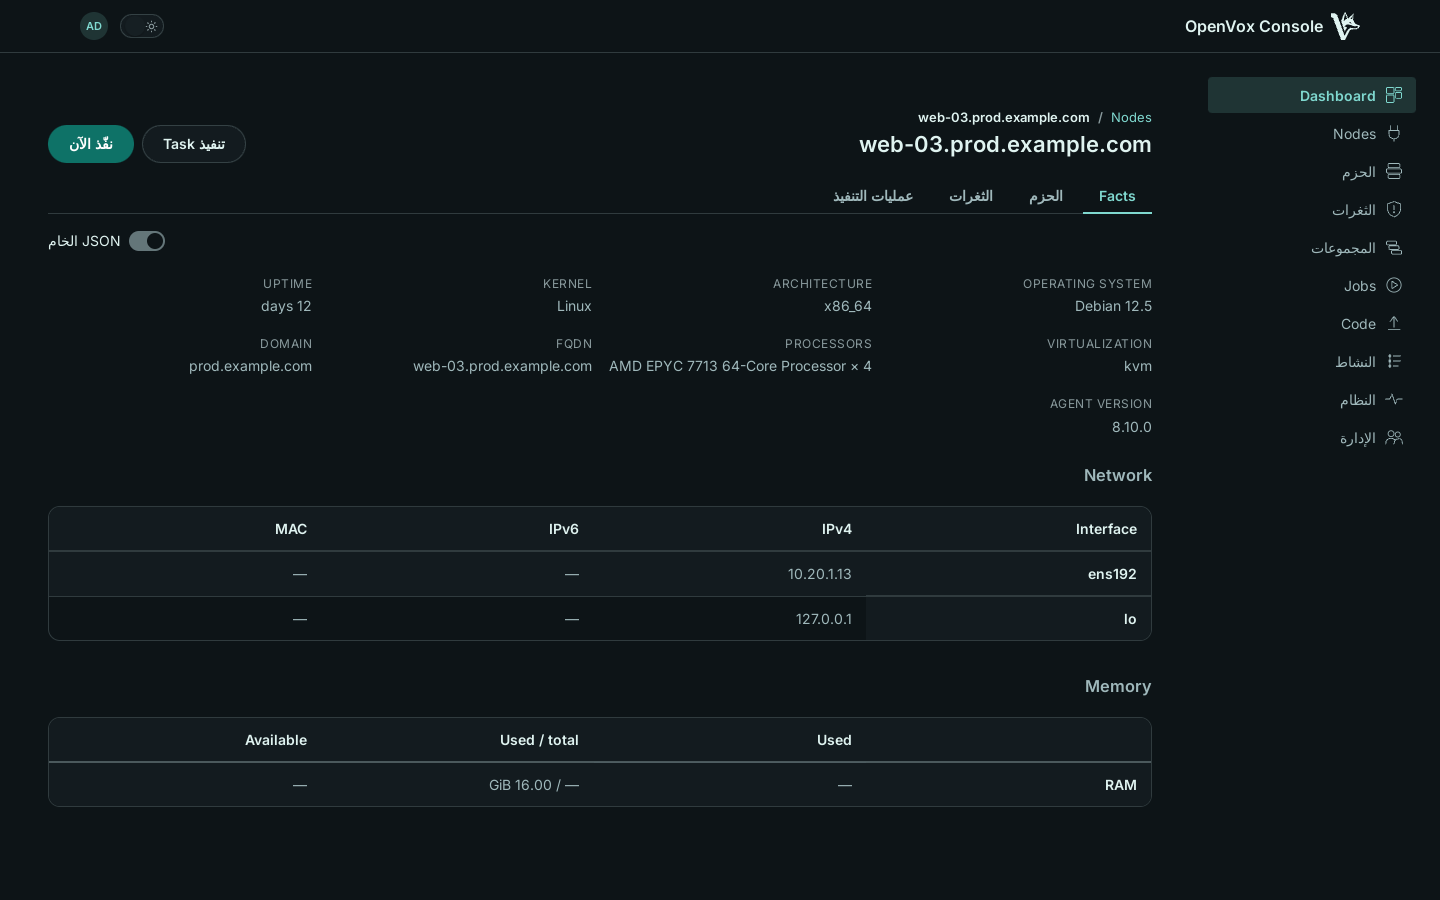 OpenVox Console
AD
Dashboard
Nodes
الحزم
الثغرات
المجموعات
Jobs
Code
النشاط
النظام
الإدارة
Nodes / web-03.prod.example.com
web-03.prod.example.com
تنفيذ Task
نفّذ الآن
Facts
الحزم
الثغرات
عمليات التنفيذ
JSON الخام
OPERATING SYSTEM
Debian 12.5
ARCHITECTURE
x86_64
KERNEL
Linux
UPTIME
days 12
VIRTUALIZATION
kvm
PROCESSORS
AMD EPYC 7713 64-Core Processor × 4
FQDN
web-03.prod.example.com
DOMAIN
prod.example.com
AGENT VERSION
8.10.0
Network
Interface IPv4 IPv6 MAC
ens192 10.20.1.13 — —
lo 127.0.0.1 — —
Memory
Used Used / total Available
RAM — GiB 16.00 / — —